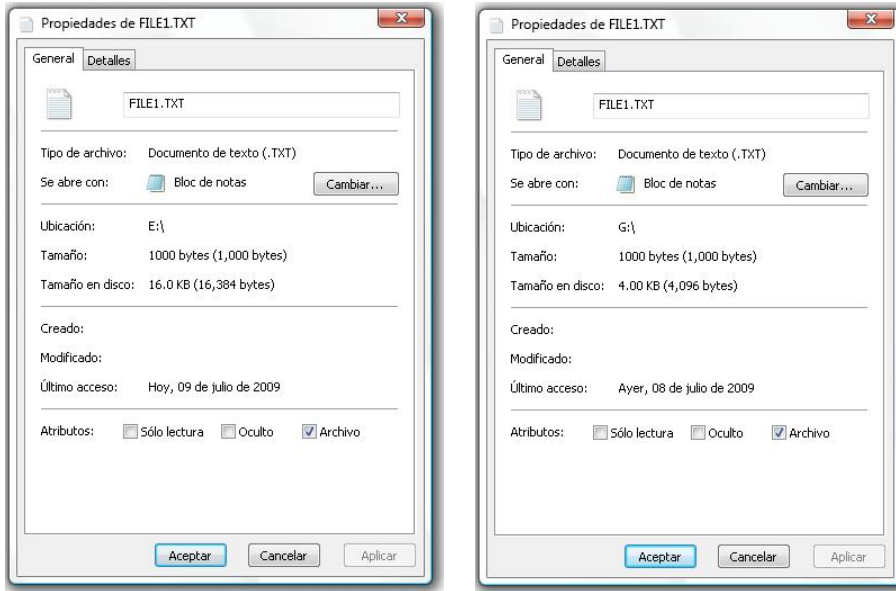 Propiedades de FILE1.TXT
General Detalles
FILE1.TXT
Tipo de archivo: Documento de texto (.TXT)
Se abre con: Bloc de notas Cambiar...
Ubicación: E:\
Tamaño: 1000 bytes (1,000 bytes)
Tamaño en disco: 16.0 KB (16,384 bytes)
Creado:
Modificado:
Último acceso: Hoy, 09 de julio de 2009
Atributos: Sólo lectura Oculto Archivo
Aceptar Cancelar Aplicar
Propiedades de FILE1.TXT
General Detalles
FILE1.TXT
Tipo de archivo: Documento de texto (.TXT)
Se abre con: Bloc de notas Cambiar...
Ubicación: G:\
Tamaño: 1000 bytes (1,000 bytes)
Tamaño en disco: 4.00 KB (4,096 bytes)
Creado:
Modificado:
Último acceso: Ayer, 08 de julio de 2009
Atributos: Sólo lectura Oculto Archivo
Aceptar Cancelar Aplicar